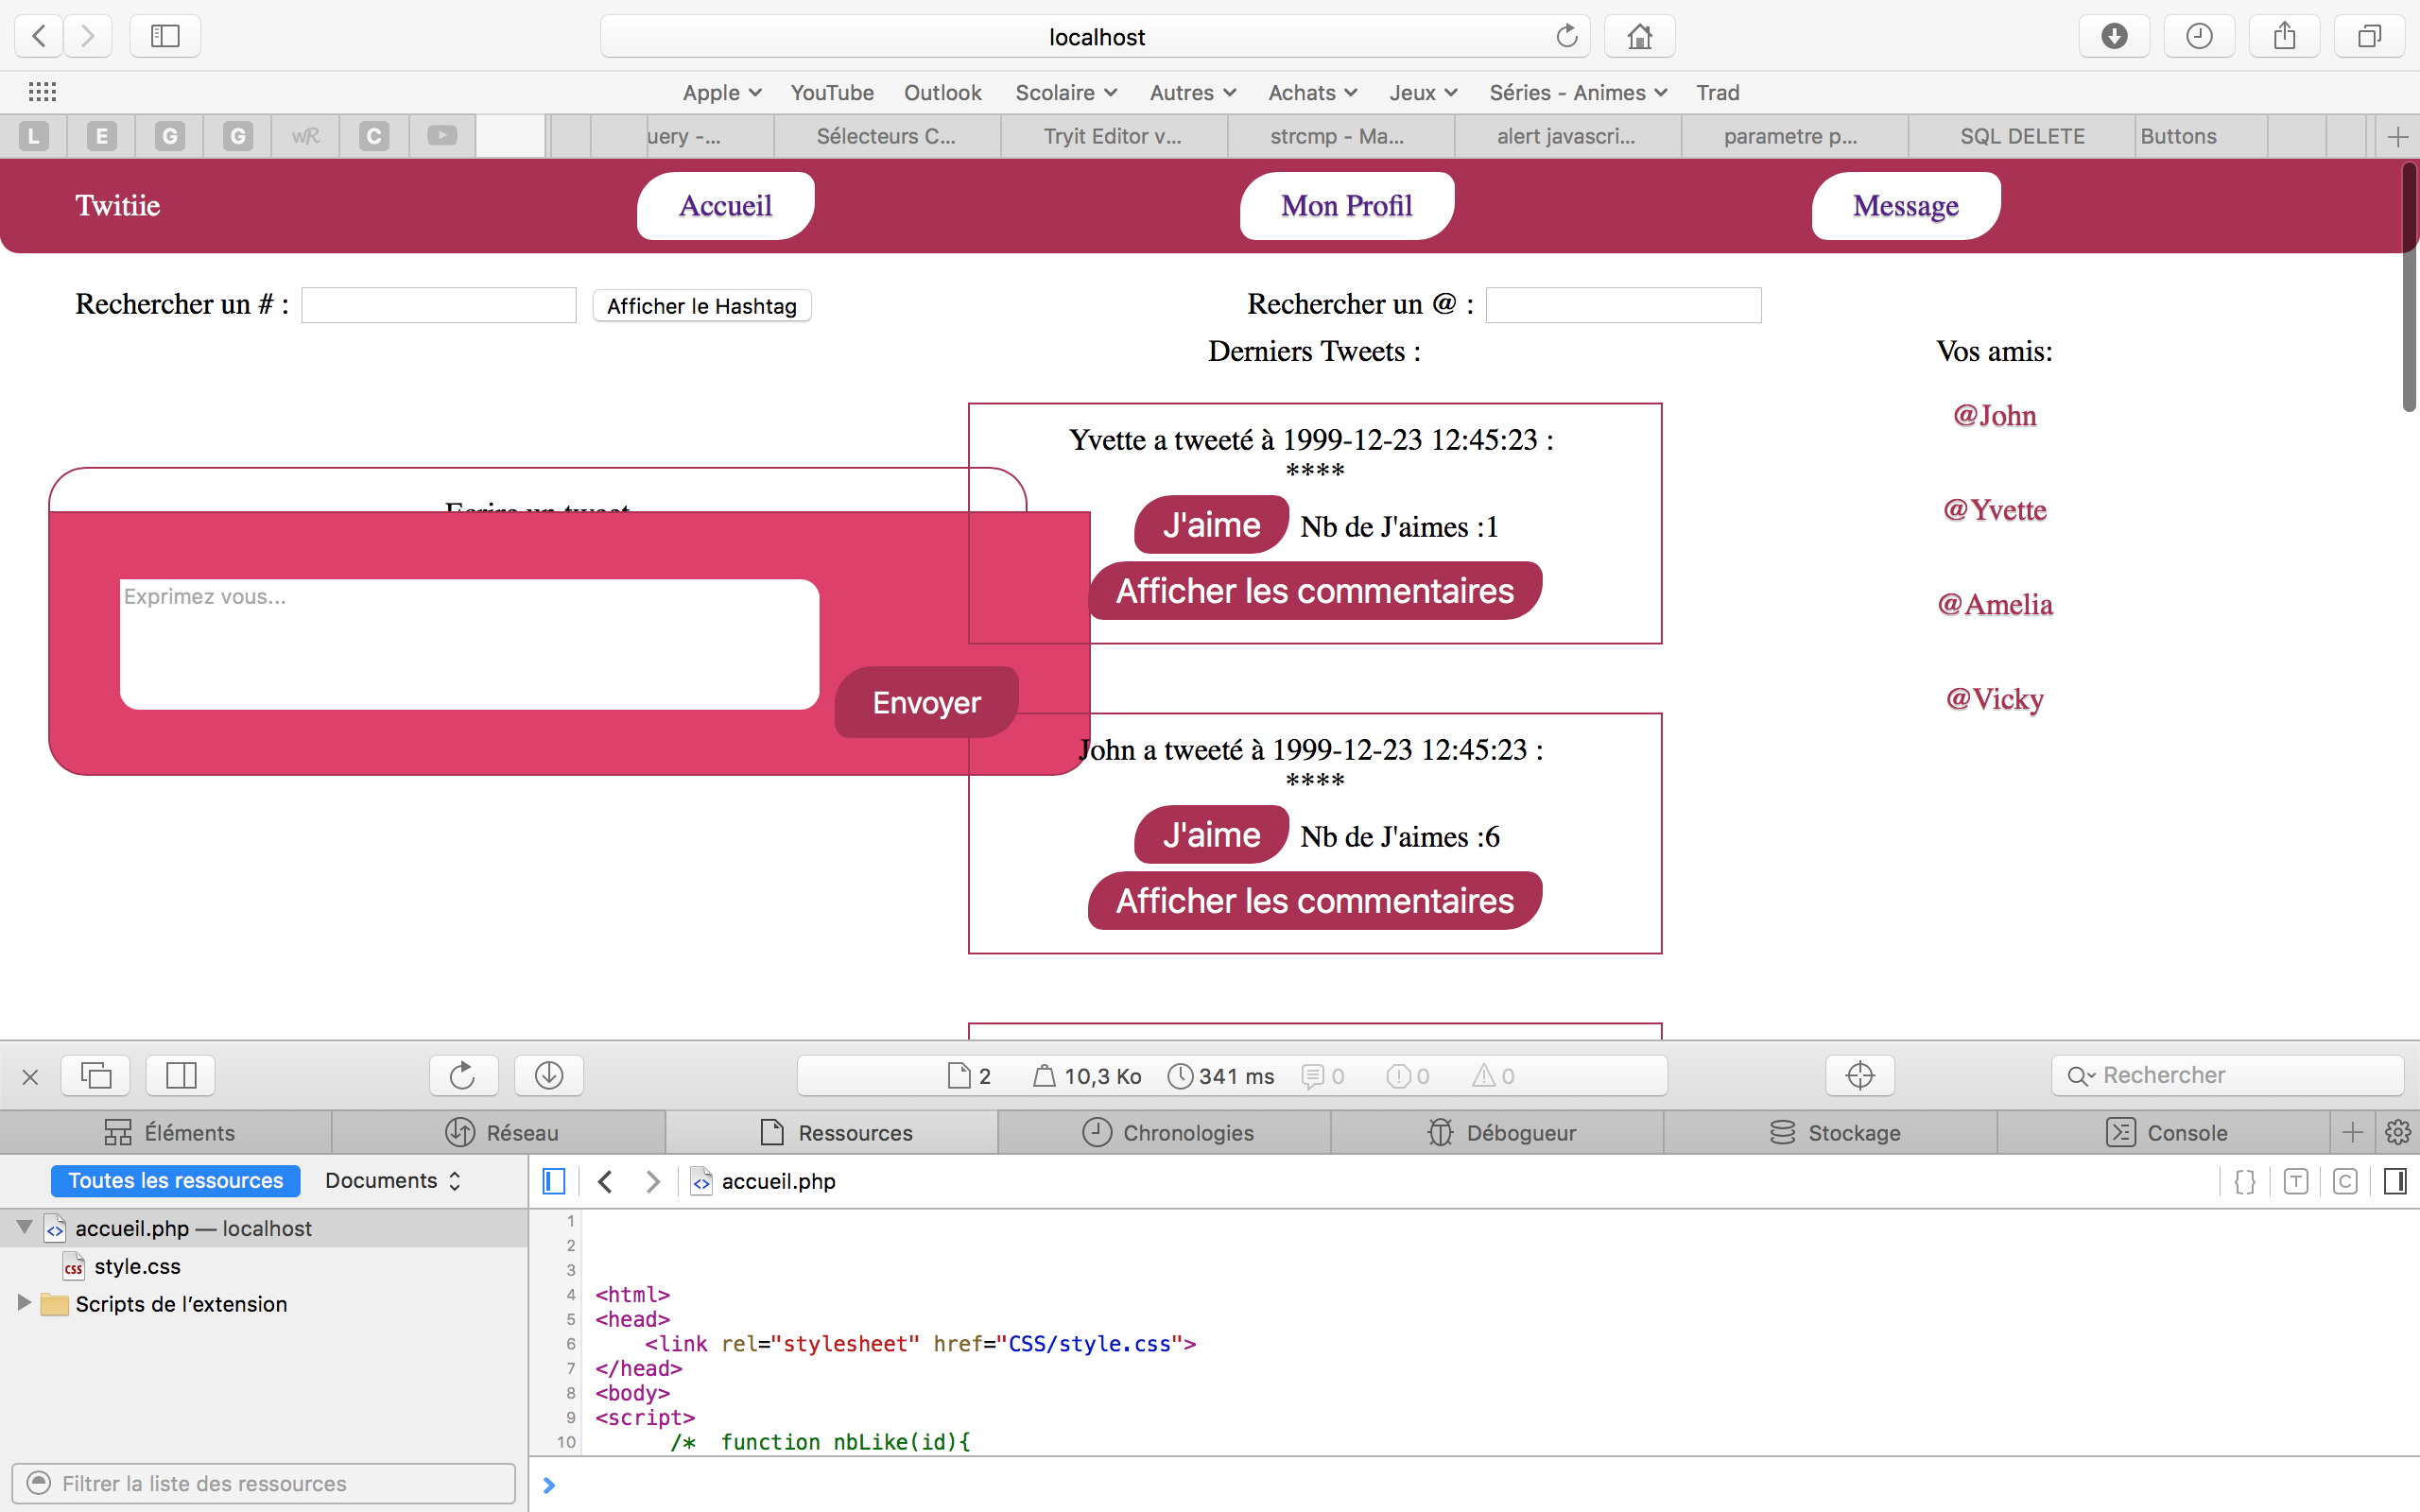 localhost
Apple YouTube Outlook Scolaire Autres Achats Jeux Séries - Animes Trad
L E G G wR C uery -... Sélecteurs C... Tryit Editor v... strcmp - Ma... alert javascri... parametre p... SQL DELETE Buttons
Twitiie Accueil Mon Profil Message
Rechercher un # : Afficher le Hashtag Rechercher un @ :
Derniers Tweets : Vos amis:
@John
Yvette a tweeté à 1999-12-23 12:45:23 :
****
Ecrire un tweet
@Yvette
J'aime Nb de J'aimes :1
Afficher les commentaires
Exprimez vous...
@Amelia
Envoyer
@Vicky
John a tweeté à 1999-12-23 12:45:23 :
****
J'aime Nb de J'aimes :6
Afficher les commentaires
2 10,3 Ko 341 ms 0 0 0 Rechercher
Éléments Réseau Ressources Chronologies Débogueur Stockage Console
Toutes les ressources Documents accueil.php {} T C
accueil.php — localhost
css style.css
Scripts de l’extension
Filtrer la liste des ressources
1
2
3
4 <html>
5 <head>
6 <link rel="stylesheet" href="CSS/style.css">
7 </head>
8 <body>
9 <script>
10 /* function nbLike(id){